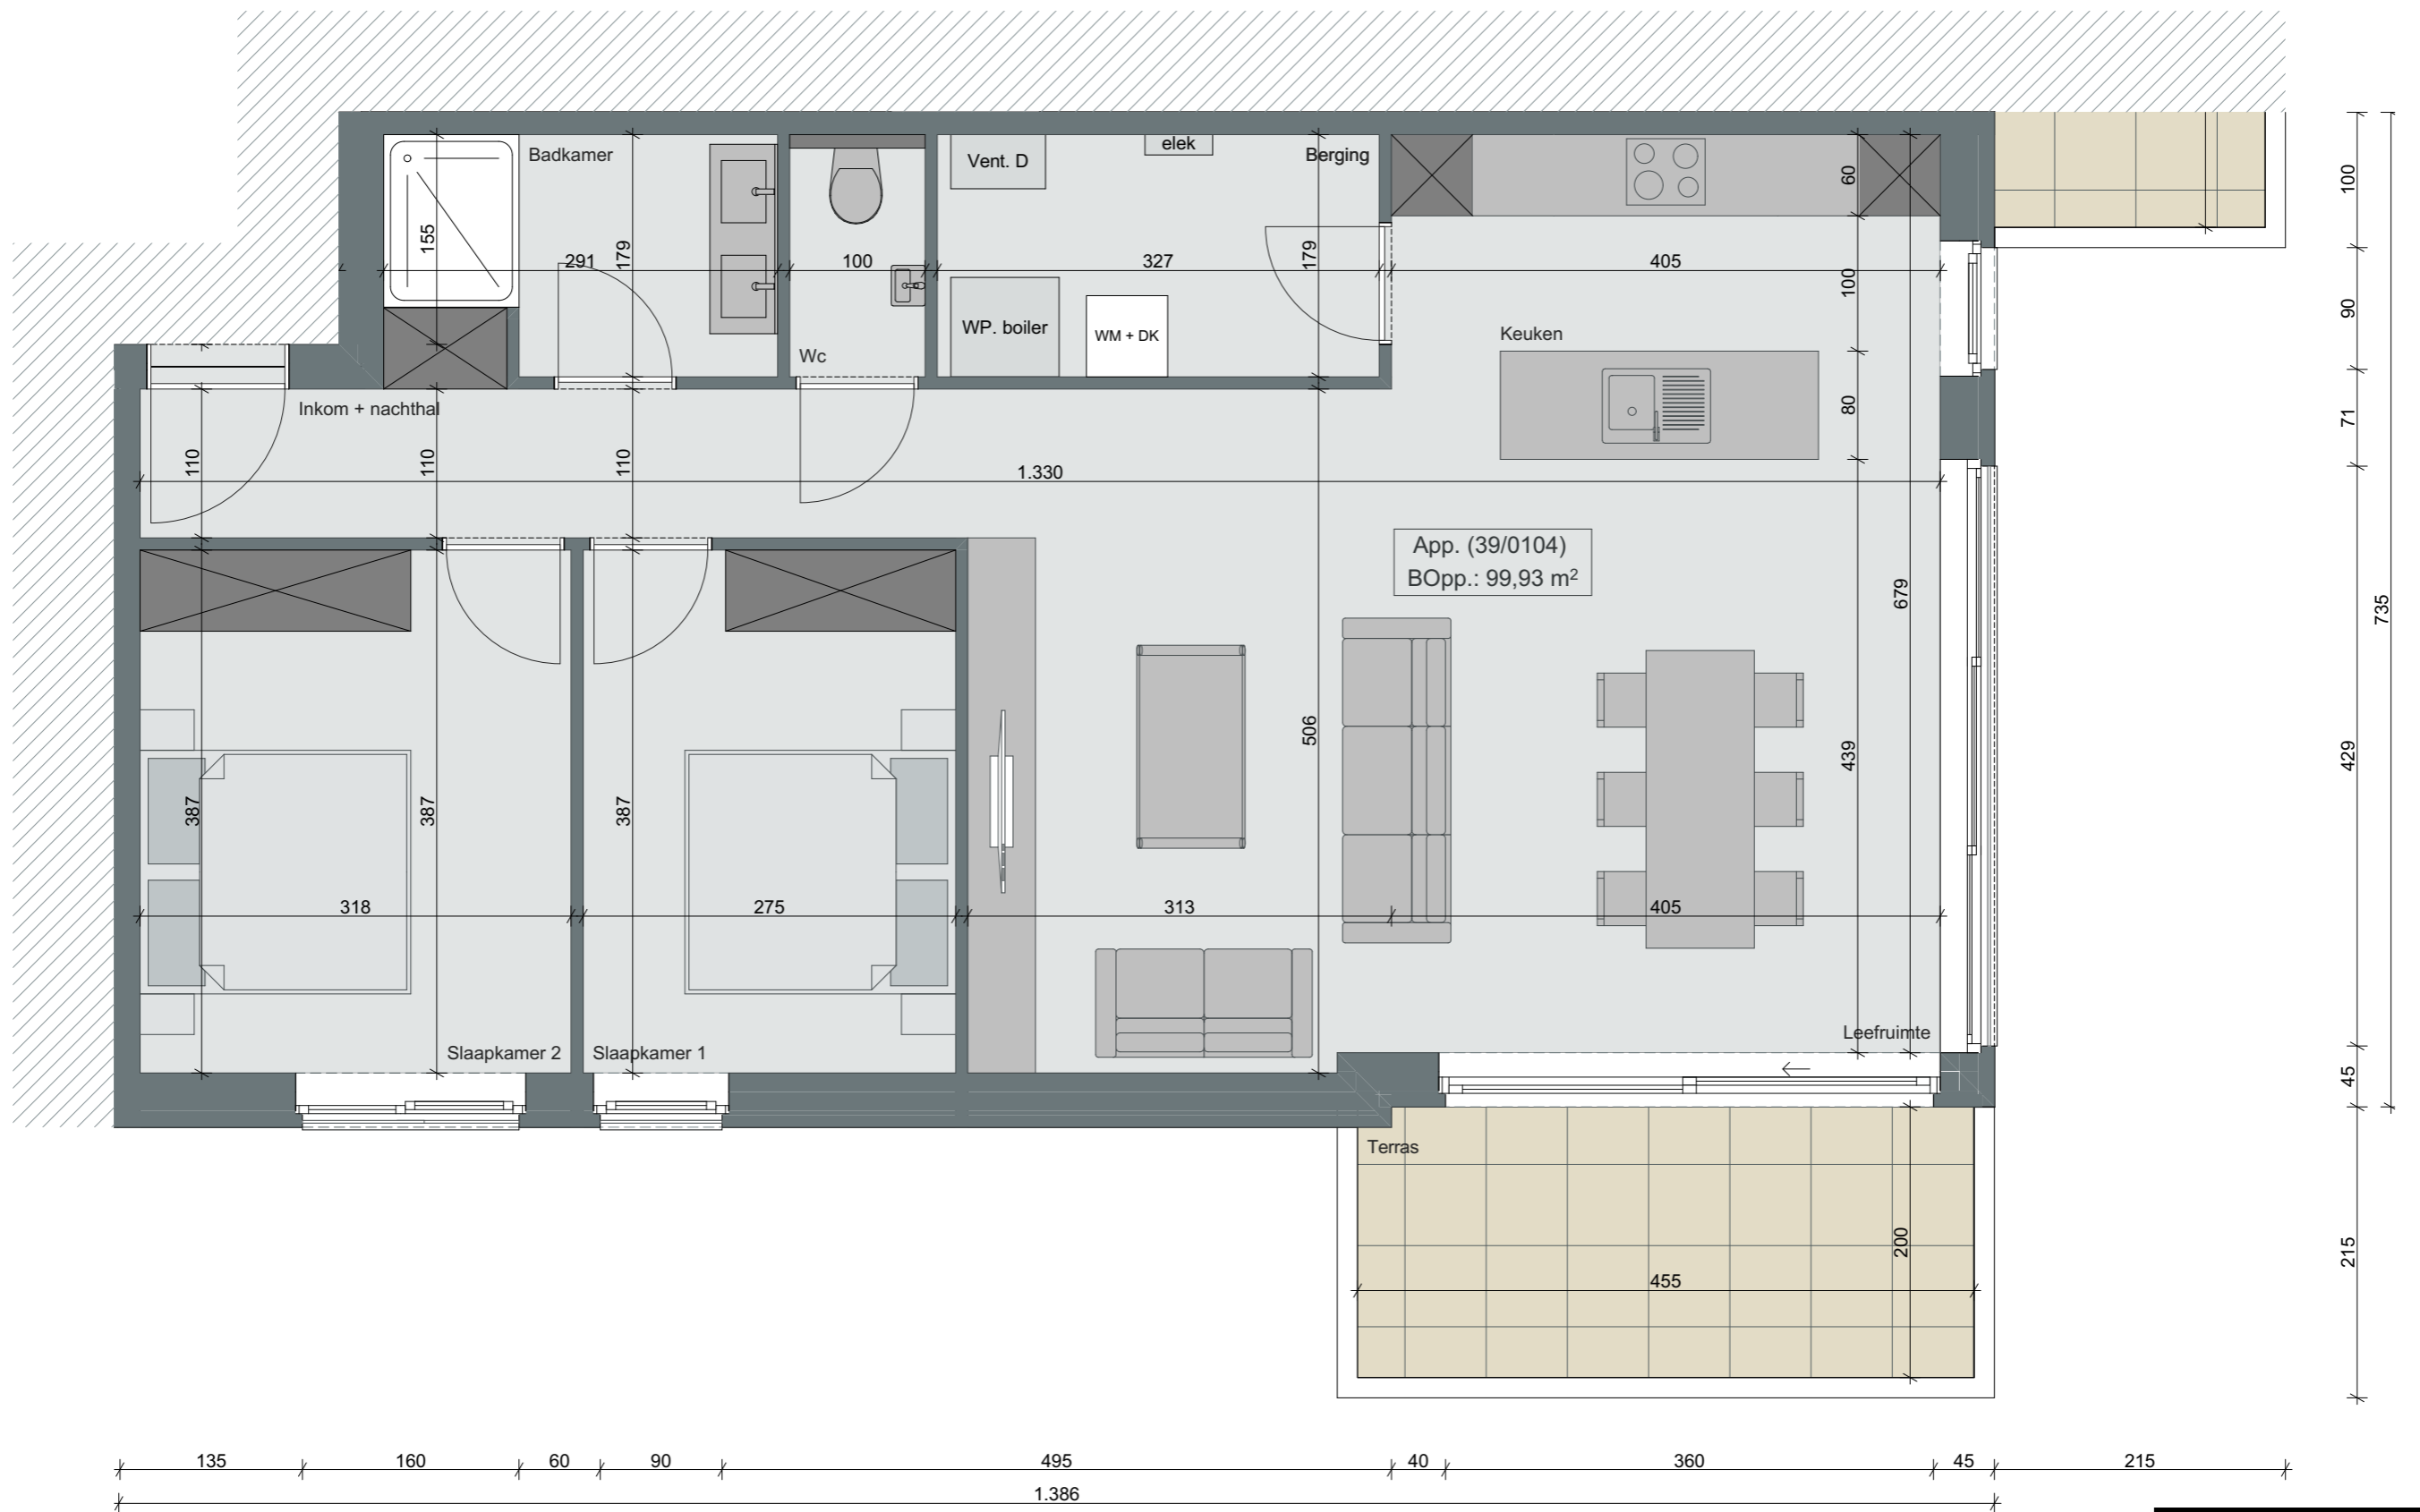 Badkamer
Vent. D
elek
Berging
60
100
155
291
179
100
327
179
405
100
90
WP. boiler
WM + DK
Keuken
Wc
Inkom + nachthal
80
71
110
110
110
1.330
App. (39/0104)
BOpp.: 99,93 m²
679
735
506
439
429
387
387
387
318
275
313
405
Leefruimte
Slaapkamer 2
Slaapkamer 1
45
Terras
200
215
455
135
160
60
90
495
40
360
45
215
1.386